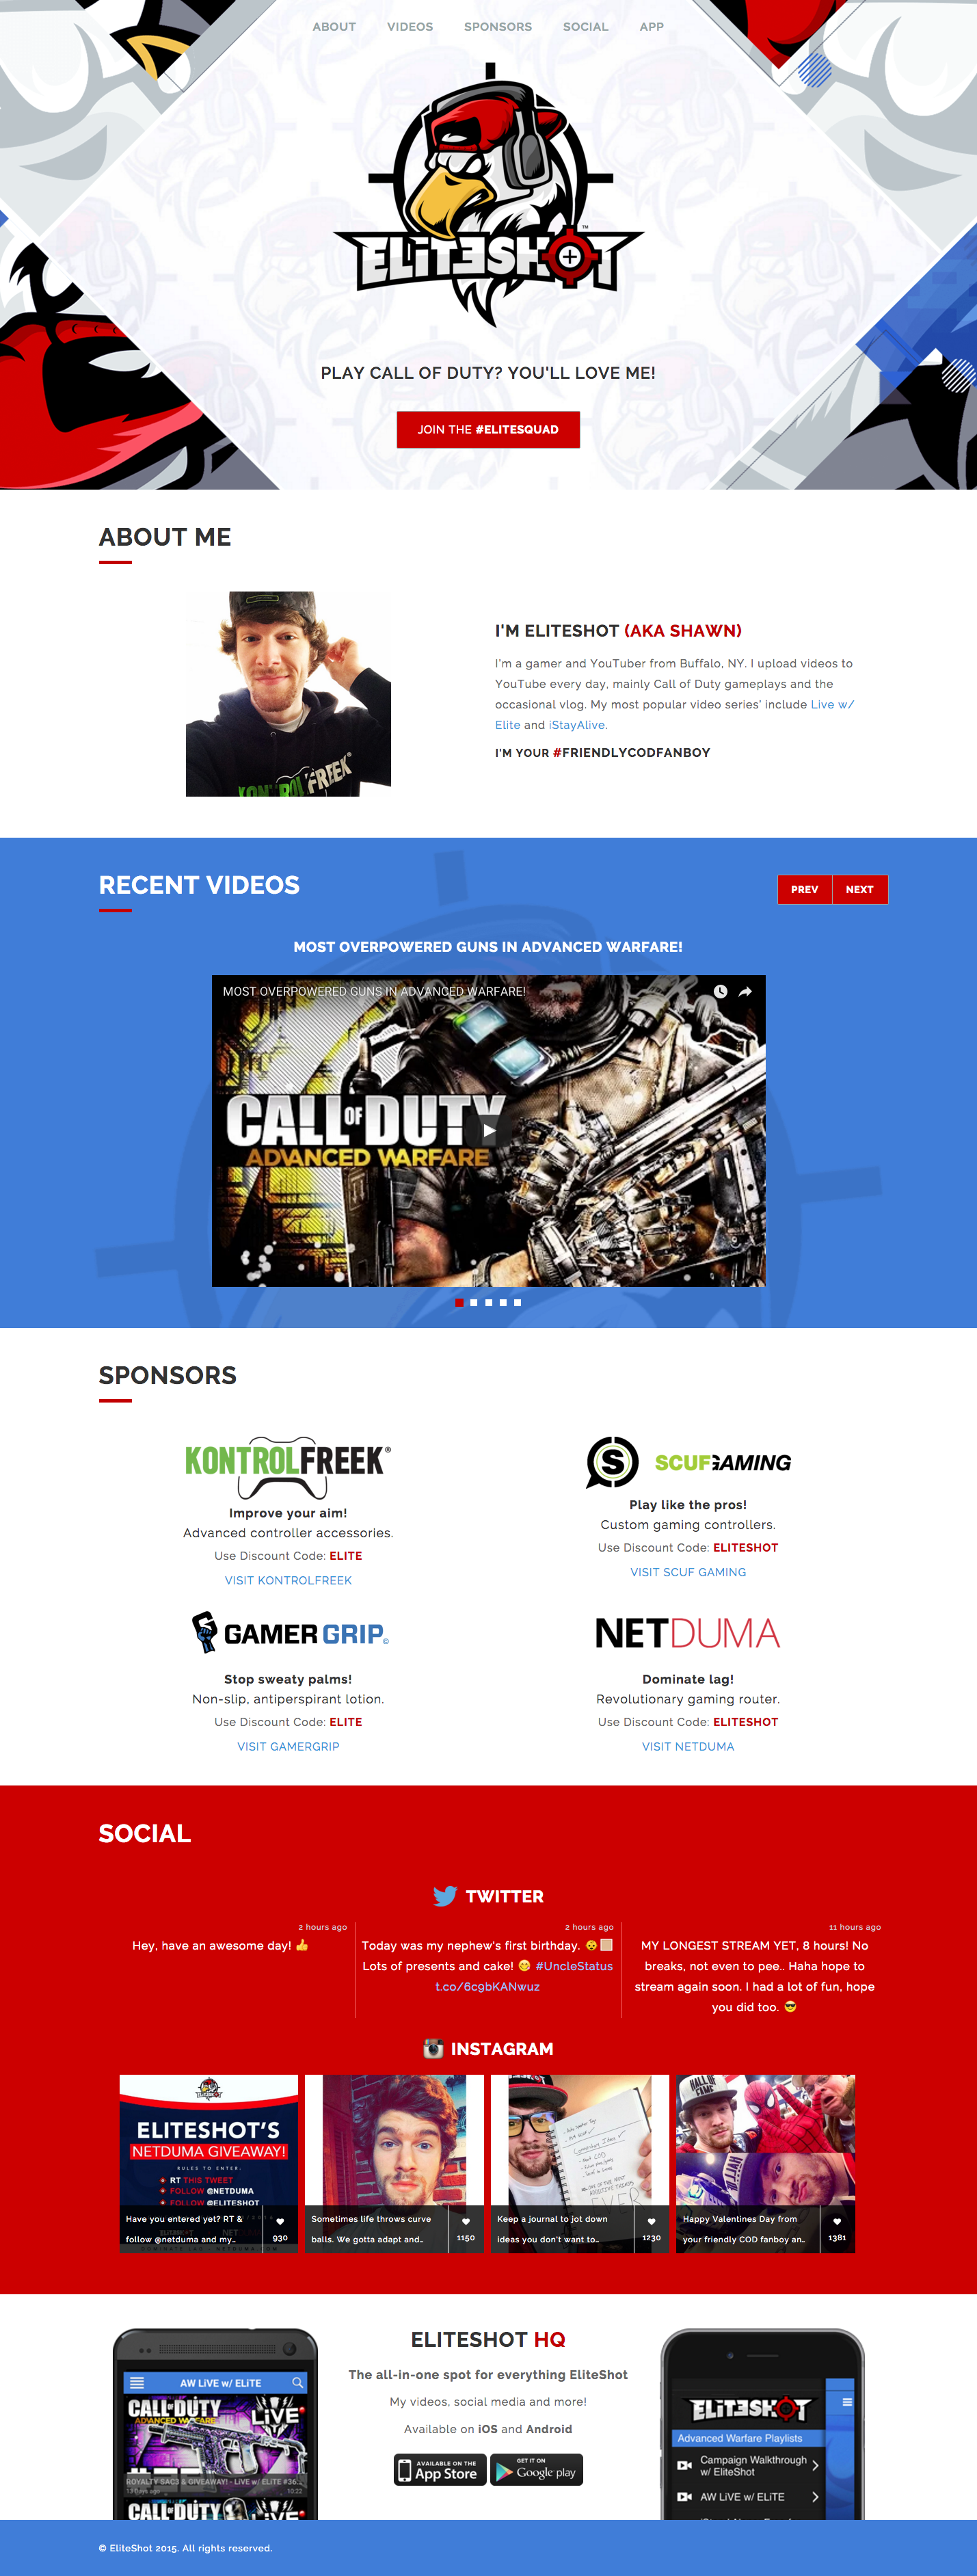 ABOUT VIDEOS SPONSORS SOCIAL APP
ELITESHOT
™
PLAY CALL OF DUTY? YOU'LL LOVE ME!
JOIN THE #ELITESQUAD
ABOUT ME
KONTROLFREEK
I'M ELITESHOT (AKA SHAWN)
I'm a gamer and YouTuber from Buffalo, NY. I upload videos to
YouTube every day, mainly Call of Duty gameplays and the
occasional vlog. My most popular video series' include Live w/
Elite and iStayAlive.
I'M YOUR #FRIENDLYCODFANBOY
RECENT VIDEOS
PREV NEXT
MOST OVERPOWERED GUNS IN ADVANCED WARFARE!
MOST OVERPOWERED GUNS IN ADVANCED WARFARE!
CALL OF DUTY
ADVANCED WARFARE
SPONSORS
KONTROLFREEK®
Improve your aim!
Advanced controller accessories.
Use Discount Code: ELITE
VISIT KONTROLFREEK
S SCUFGAMING
Play like the pros!
Custom gaming controllers.
Use Discount Code: ELITESHOT
VISIT SCUF GAMING
GAMER GRIP©
Stop sweaty palms!
Non-slip, antiperspirant lotion.
Use Discount Code: ELITE
VISIT GAMERGRIP
NETDUMA
Dominate lag!
Revolutionary gaming router.
Use Discount Code: ELITESHOT
VISIT NETDUMA
SOCIAL
TWITTER
2 hours ago
Hey, have an awesome day! 👍
2 hours ago
Today was my nephew's first birthday.
Lots of presents and cake! 😋 #UncleStatus
t.co/6c9bKANwuz
11 hours ago
MY LONGEST STREAM YET, 8 hours! No
breaks, not even to pee.. Haha hope to
stream again soon. I had a lot of fun, hope
you did too. 😎
INSTAGRAM
ELITESHOT'S
NETDUMA GIVEAWAY!
RULES TO ENTER:
RT THIS TWEET
FOLLOW @NETDUMA
FOLLOW @ELITESHOT
Have you entered yet? RT &
follow @netduma and my..
930
Sometimes life throws curve
balls. We gotta adapt and..
1150
EVER
Keep a journal to jot down
ideas you don't want to..
1230
HALL OF
FAME
Happy Valentines Day from
your friendly COD fanboy an..
1381
ELITESHOT HQ
The all-in-one spot for everything EliteShot
My videos, social media and more!
Available on iOS and Android
AVAILABLE ON THE
App Store
GET IT ON
Google play
AW LiVE w/ ELiTE
CALL OF DUTY
ADVANCED WARFARE
LIVE
ROYALTY SAC3 & GIVEAWAY! - LiVE w/ ELiTE #36...
13 Days ago 10:22
CALL OF DUTY
LIVE
ELITESHOT
Advanced Warfare Playlists
Campaign Walkthrough
w/ EliteShot
AW LiVE w/ ELiTE
© EliteShot 2015. All rights reserved.